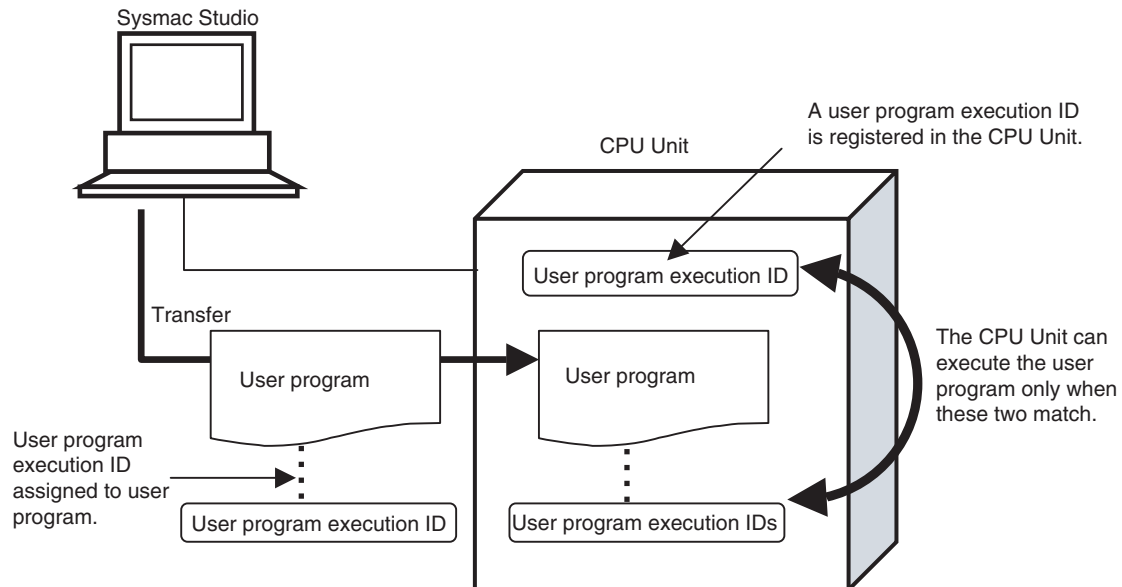 Sysmac Studio
A user program execution ID
is registered in the CPU Unit.
CPU Unit
User program execution ID
Transfer
User program
User program
The CPU Unit can
execute the user
program only when
these two match.
User program
execution ID
assigned to user
program.
User program execution ID
User program execution IDs